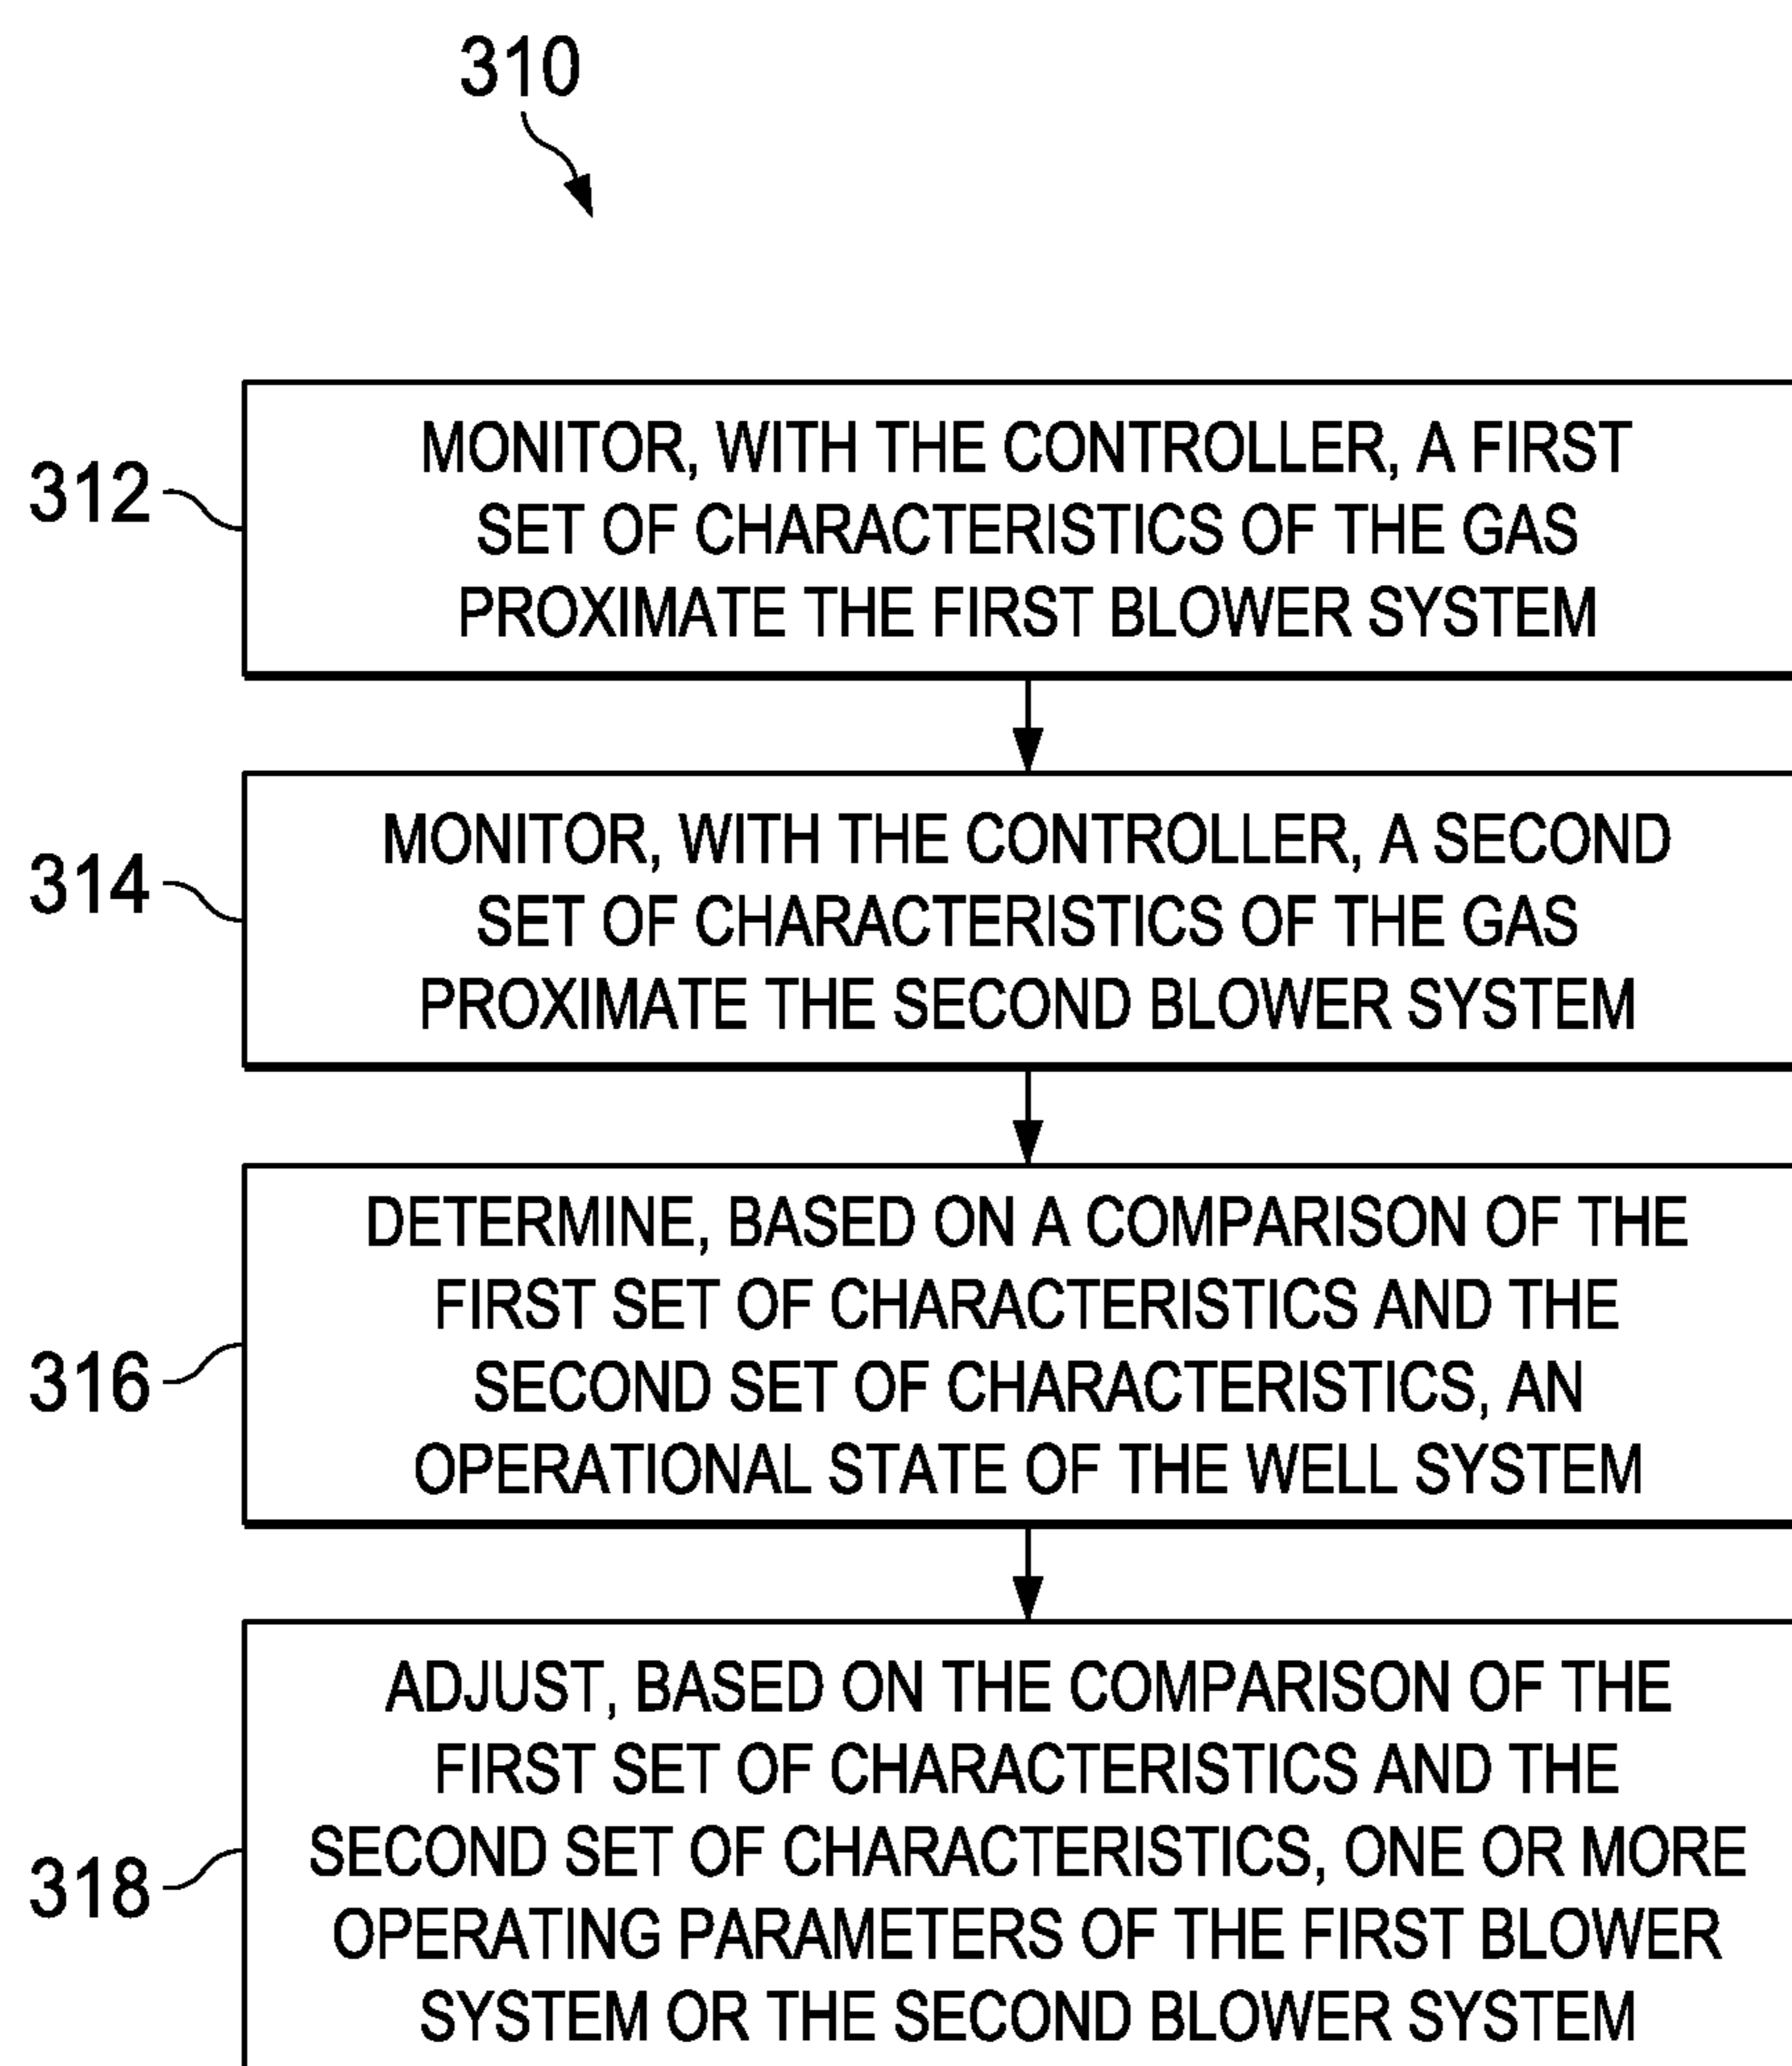 310
312
MONITOR, WITH THE CONTROLLER, A FIRST
SET OF CHARACTERISTICS OF THE GAS
PROXIMATE THE FIRST BLOWER SYSTEM
314
MONITOR, WITH THE CONTROLLER, A SECOND
SET OF CHARACTERISTICS OF THE GAS
PROXIMATE THE SECOND BLOWER SYSTEM
316
DETERMINE, BASED ON A COMPARISON OF THE
FIRST SET OF CHARACTERISTICS AND THE
SECOND SET OF CHARACTERISTICS, AN
OPERATIONAL STATE OF THE WELL SYSTEM
318
ADJUST, BASED ON THE COMPARISON OF THE
FIRST SET OF CHARACTERISTICS AND THE
SECOND SET OF CHARACTERISTICS, ONE OR MORE
OPERATING PARAMETERS OF THE FIRST BLOWER
SYSTEM OR THE SECOND BLOWER SYSTEM